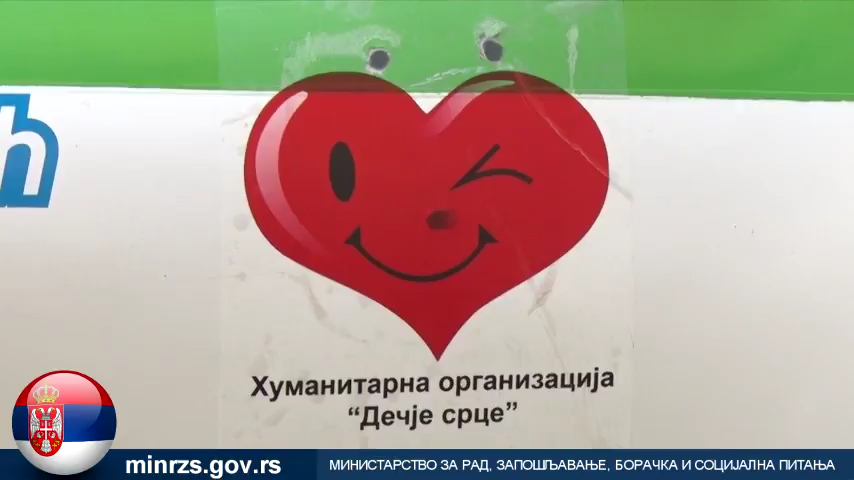 Хуманитарна организација
“Дечје срце”
minrzs.gov.rs
МИНИСТАРСТВО ЗА РАД, ЗАПОШЉАВАЊЕ, БОРАЧКА И СОЦИЈАЛНА ПИТАЊА